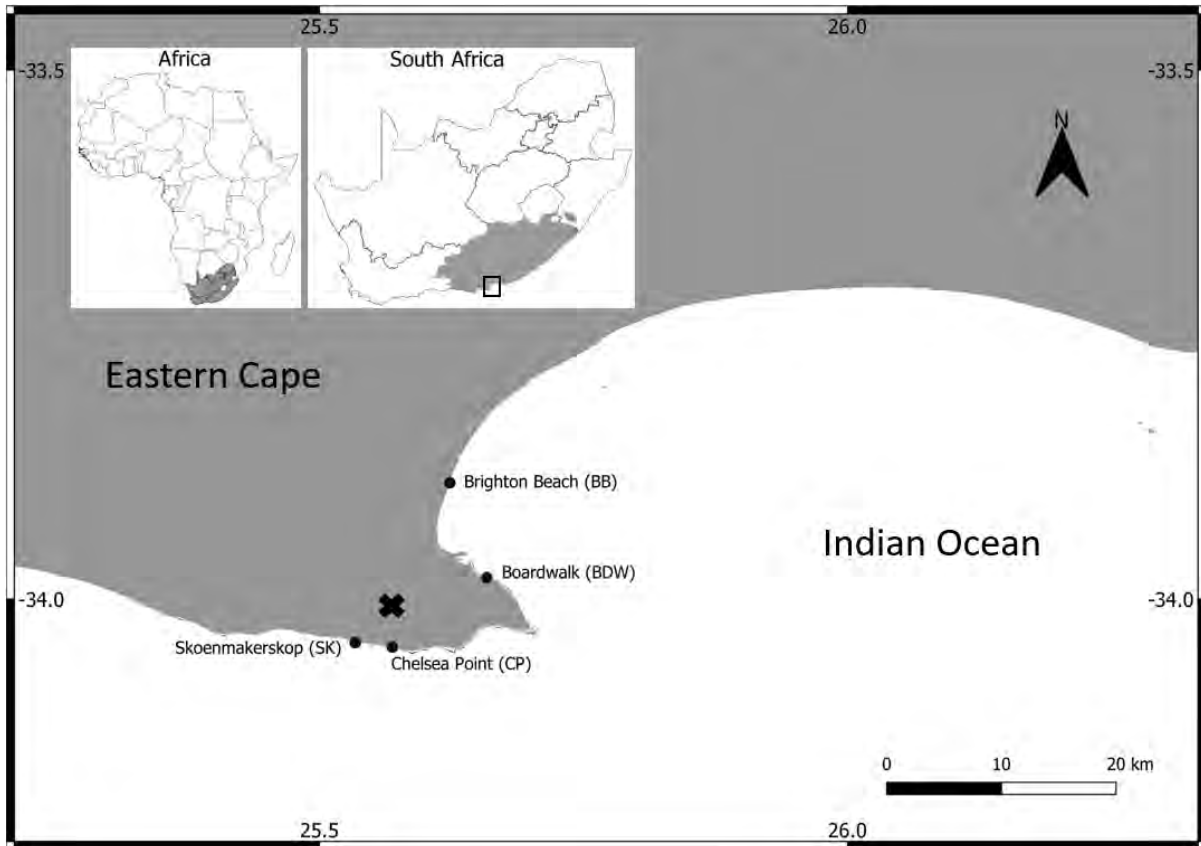 25.5
26.0
-33.5
-33.5
Africa
South Africa
N
Eastern Cape
Brighton Beach (BB)
Indian Ocean
Boardwalk (BDW)
-34.0
-34.0
Skoenmakerskop (SK)
Chelsea Point (CP)
0 10 20 km
25.5
26.0